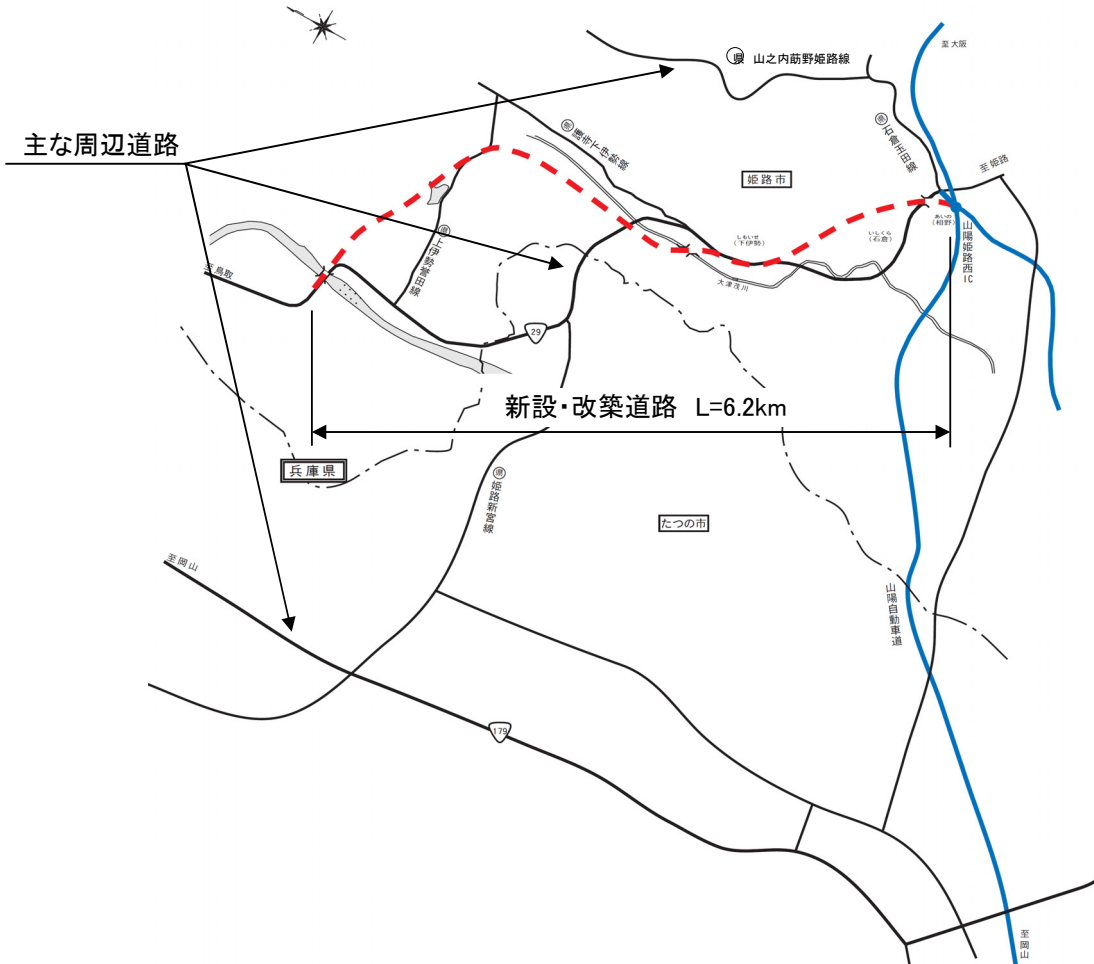 至大阪
県 山之内莇野姫路線
主な周辺道路
県護寺下伊勢線
県石倉玉田線
至姫路
姫路市
しもいせ
(下伊勢)
いしくら
(石倉)
あいの
(相野)
山陽姫路西IC
県上伊勢誉田線
至鳥取
大津茂川
29
新設・改築道路 L=6.2km
兵庫県
県姫路新宮線
たつの市
至岡山
山陽自動車道
179
至岡山